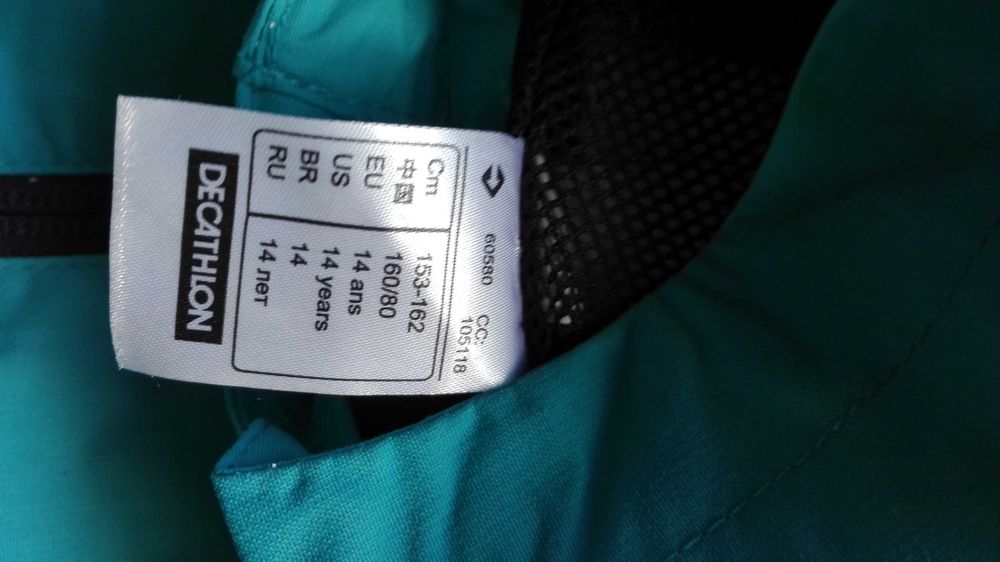 60580 CC: 105118
Cm 153-162
中国 160/80
EU 14 ans
US 14 years
BR 14
RU 14 лет
DECATHLON